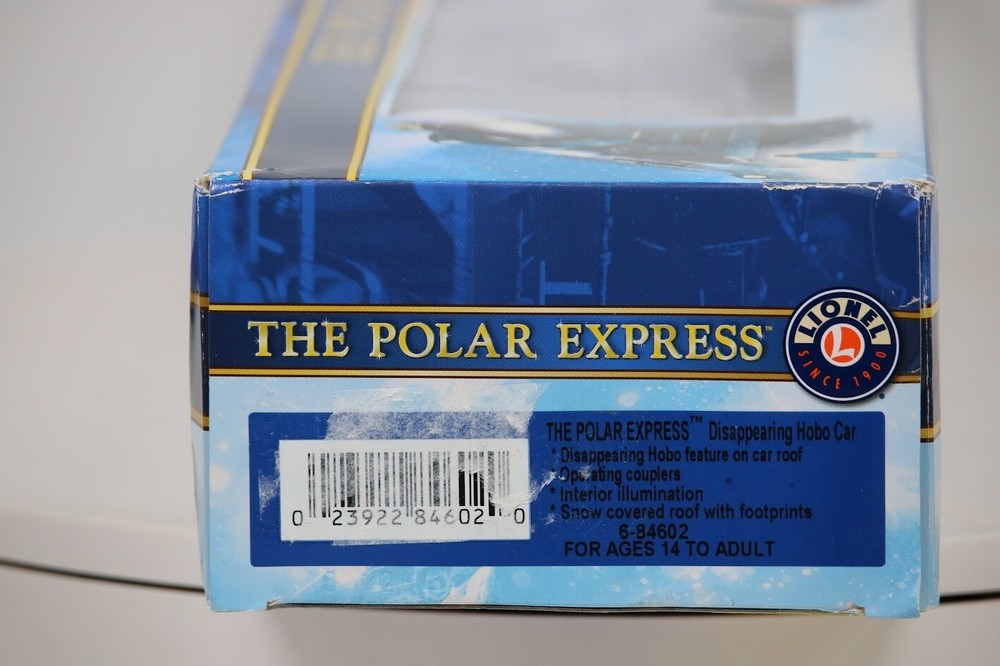 THE POLAR EXPRESS™
LIONEL
SINCE 1900
THE POLAR EXPRESS™ Disappearing Hobo Car
* Disappearing Hobo feature on car roof
* Operating couplers
* Interior illumination
* Snow covered roof with footprints
6-84602
FOR AGES 14 TO ADULT
0 23922 84602 0